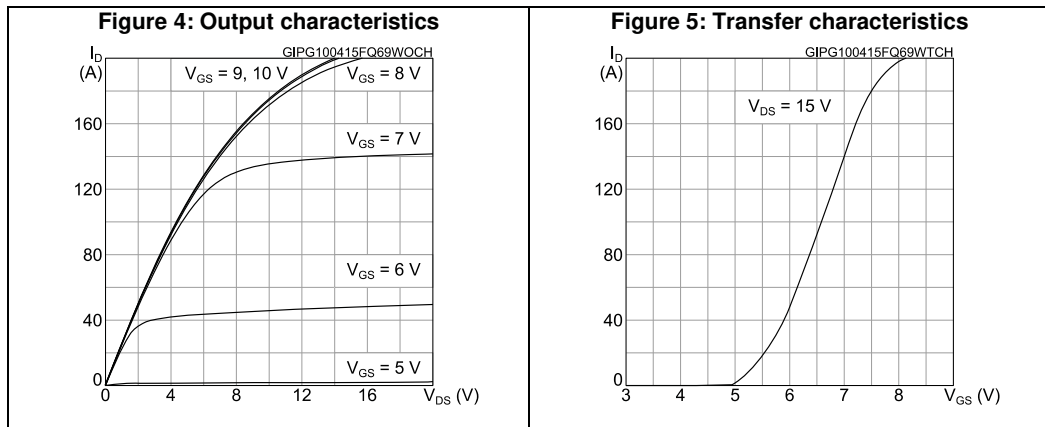 Figure 4: Output characteristics
GIPG100415FQ69WOCH
I_D
(A)
V_GS = 9, 10 V
V_GS = 8 V
160
V_GS = 7 V
120
80
V_GS = 6 V
40
V_GS = 5 V
0
0 4 8 12 16 V_DS (V)
Figure 5: Transfer characteristics
GIPG100415FQ69WTCH
I_D
(A)
V_DS = 15 V
160
120
80
40
0
3 4 5 6 7 8 V_GS (V)